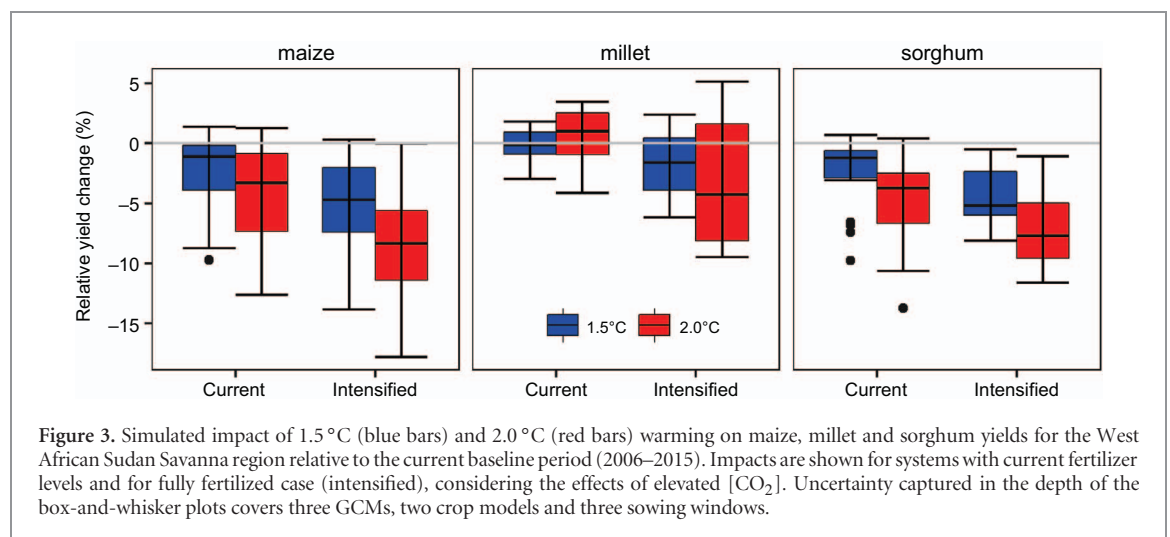 maize millet sorghum
Relative yield change (%)
5
0
–5
–10
–15
1.5°C 2.0°C
Current Intensified Current Intensified Current Intensified
Figure 3. Simulated impact of 1.5 °C (blue bars) and 2.0 °C (red bars) warming on maize, millet and sorghum yields for the West
African Sudan Savanna region relative to the current baseline period (2006–2015). Impacts are shown for systems with current fertilizer
levels and for fully fertilized case (intensified), considering the effects of elevated [CO₂]. Uncertainty captured in the depth of the
box-and-whisker plots covers three GCMs, two crop models and three sowing windows.